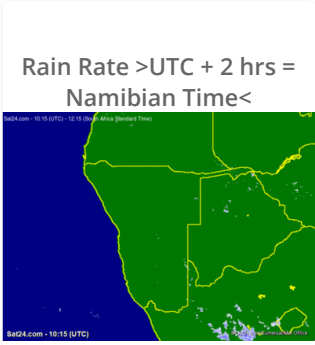 Rain Rate >UTC + 2 hrs =
Namibian Time<
Sat24.com - 10:15 (UTC) - 12:15 (South Africa Standard Time)
Sat24.com - 10:15 (UTC)
Office